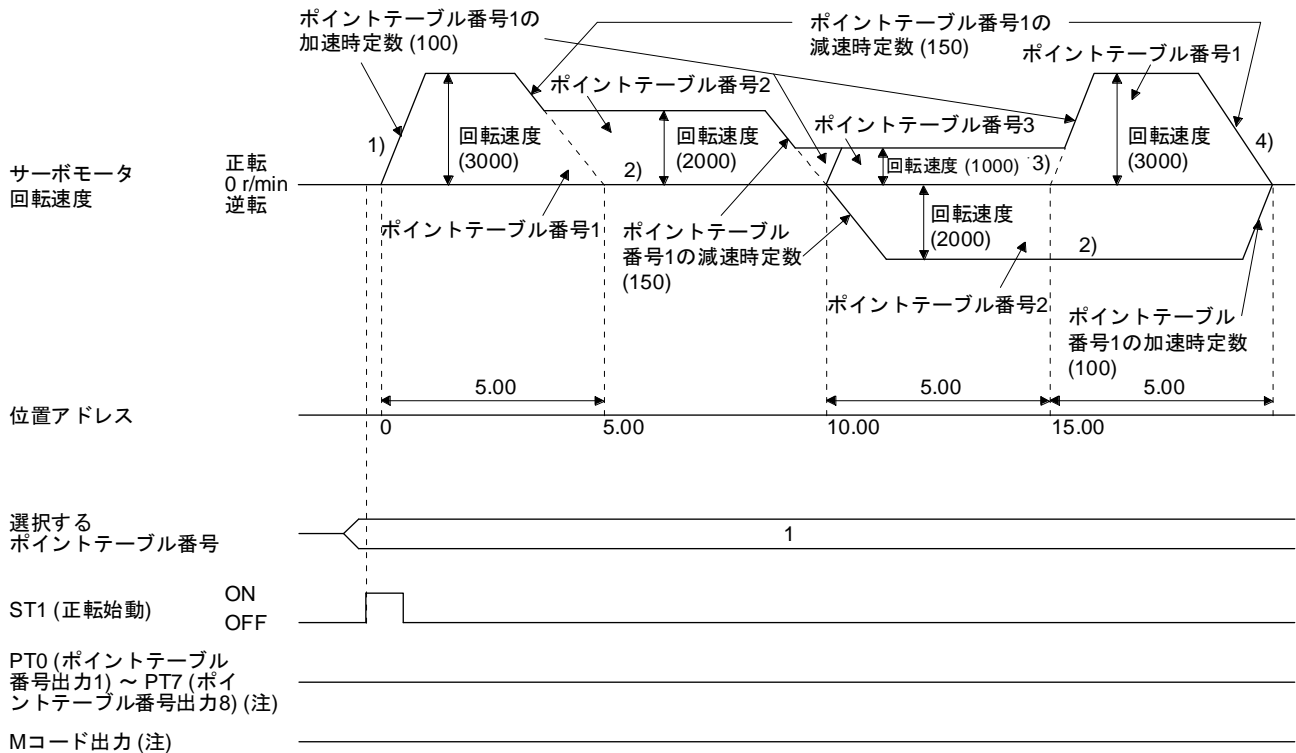 ポイントテーブル番号1の
加速時定数 (100)
ポイントテーブル番号1の
減速時定数 (150)
ポイントテーブル番号1
ポイントテーブル番号2
ポイントテーブル番号3
1)
回転速度
(3000)
2)
回転速度
(2000)
回転速度 (1000)
3)
回転速度
(3000)
4)
サーボモータ
回転速度
正転
0 r/min
逆転
ポイントテーブル番号1
ポイントテーブル
番号1の減速時定数
(150)
回転速度
(2000)
2)
ポイントテーブル番号2
ポイントテーブル
番号1の加速時定数
(100)
5.00
5.00
5.00
位置アドレス
0
5.00
10.00
15.00
選択する
ポイントテーブル番号
1
ST1 (正転始動)
ON
OFF
PT0 (ポイントテーブル
番号出力1) ～ PT7 (ポイ
ントテーブル番号出力8) (注)
Mコード出力 (注)